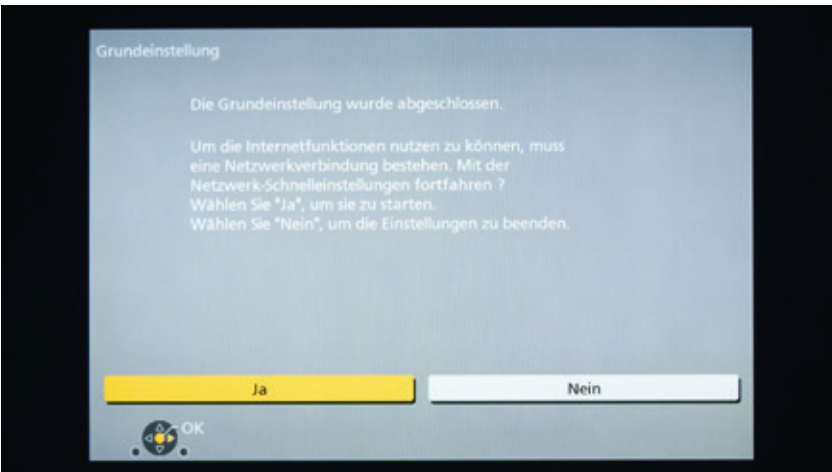 Grundeinstellung
Die Grundeinstellung wurde abgeschlossen.
Um die Internetfunktionen nutzen zu können, muss
eine Netzwerkverbindung bestehen. Mit der
Netzwerk-Schnelleinstellungen fortfahren ?
Wählen Sie "Ja", um sie zu starten.
Wählen Sie "Nein", um die Einstellungen zu beenden.
Ja
Nein
OK